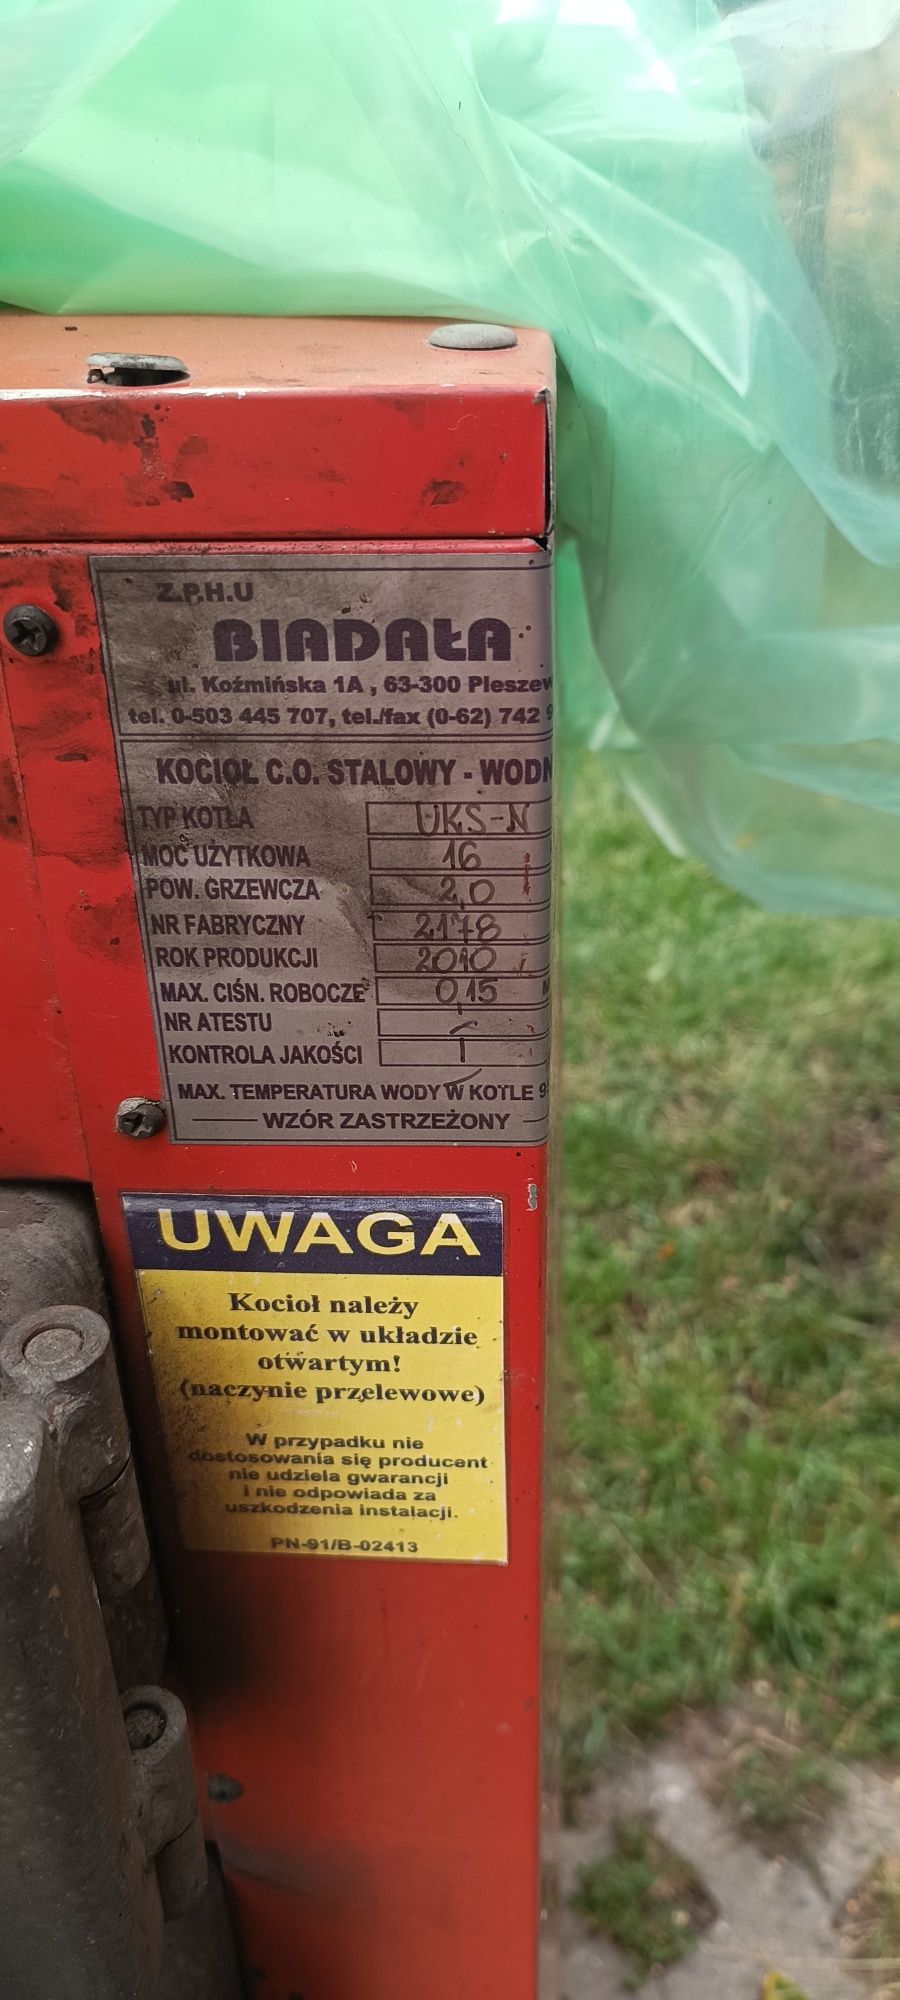 Z.P.H.U
BIADAŁA
ul. Koźmińska 1A , 63-300 Pleszew
tel. 0-503 445 707, tel./fax (0-62) 742 9
KOCIOŁ C.O. STALOWY - WODN
TYP KOTŁA UKS-N
MOC UŻYTKOWA 16
POW. GRZEWCZA 2,0
NR FABRYCZNY 2178
ROK PRODUKCJI 2010
MAX. CIŚN. ROBOCZE 0,15 M
NR ATESTU -
KONTROLA JAKOŚCI
MAX. TEMPERATURA WODY W KOTLE 9
WZÓR ZASTRZEŻONY
UWAGA
Kocioł należy
montować w układzie
otwartym!
(naczynie przelewowe)
W przypadku nie
dostosowania się producent
nie udziela gwarancji
i nie odpowiada za
uszkodzenia instalacji.
PN-91/B-02413